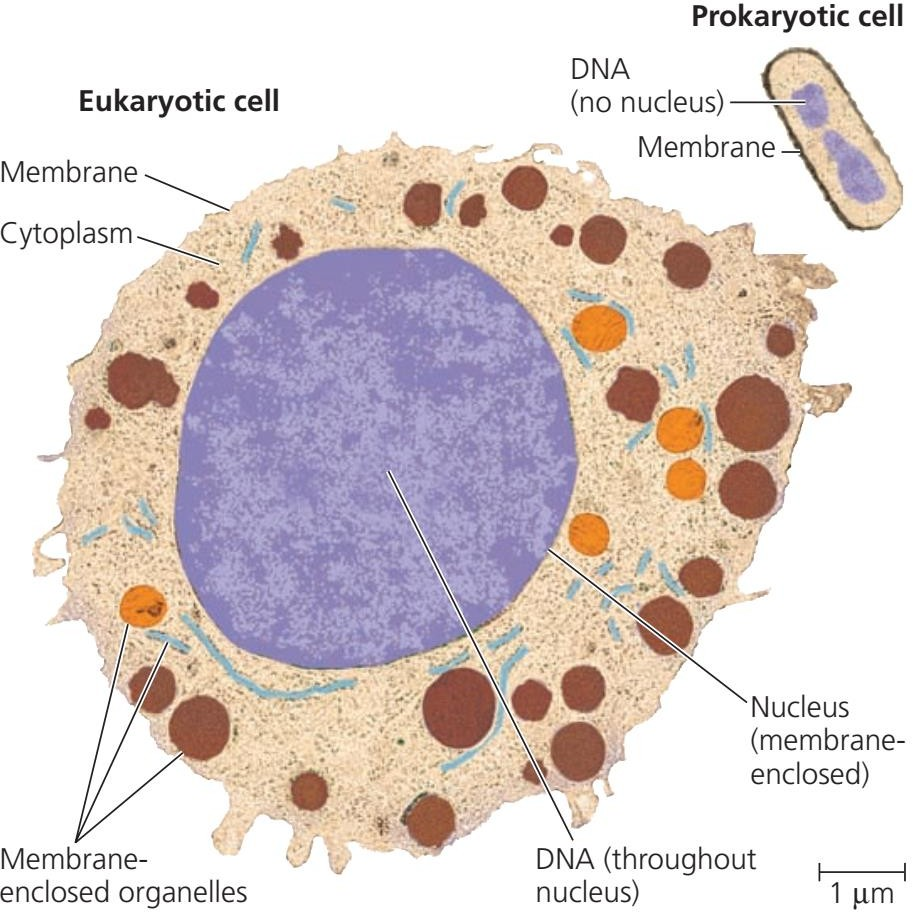 Prokaryotic cell
DNA
(no nucleus)
Membrane
Eukaryotic cell
Membrane
Cytoplasm
Nucleus
(membrane-
enclosed)
Membrane-
enclosed organelles
DNA (throughout
nucleus)
1 μm